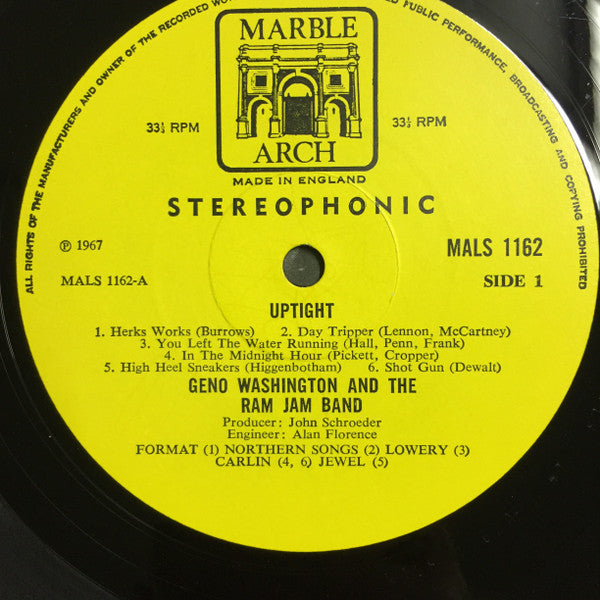 ALL RIGHTS OF THE MANUFACTURERS AND OWNER OF THE RECORDED PUBLIC PERFORMANCE, BROADCASTING AND COPYING PROHIBITED
MARBLE
ARCH
33⅓ RPM
33⅓ RPM
MADE IN ENGLAND
STEREOPHONIC
℗ 1967
MALS 1162
MALS 1162-A
SIDE 1
UPTIGHT
1. Herks Works (Burrows) 2. Day Tripper (Lennon, McCartney)
3. You Left The Water Running (Hall, Penn, Frank)
4. In The Midnight Hour (Pickett, Cropper)
5. High Heel Sneakers (Higgenbotham) 6. Shot Gun (Dewalt)
GENO WASHINGTON AND THE
RAM JAM BAND
Producer: John Schroeder
Engineer: Alan Florence
FORMAT (1) NORTHERN SONGS (2) LOWERY (3)
CARLIN (4, 6) JEWEL (5)